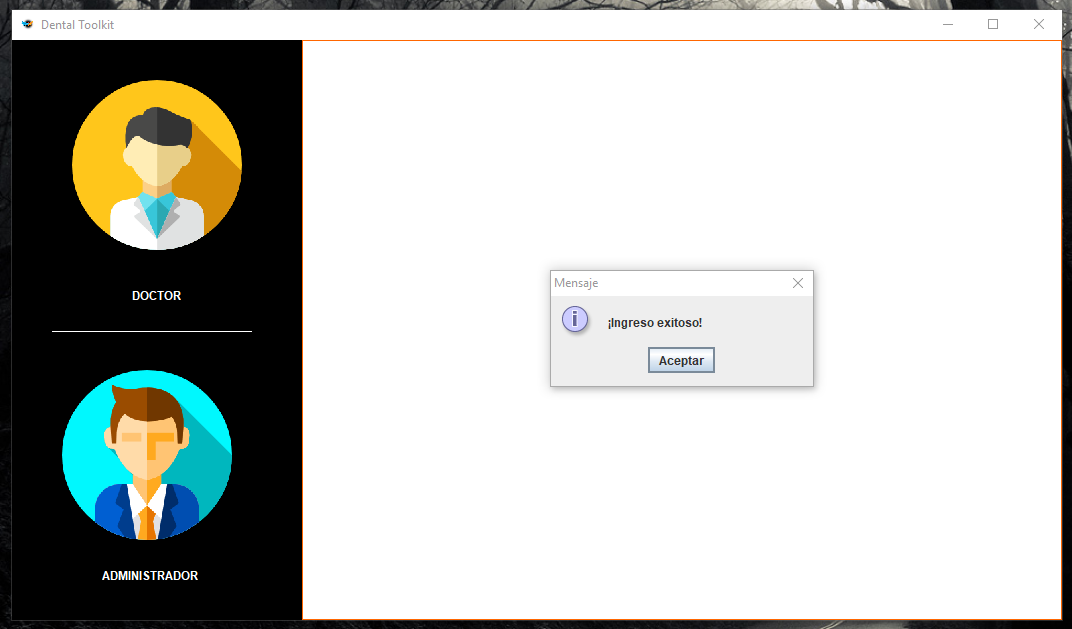 Dental Toolkit
DOCTOR
ADMINISTRADOR
Mensaje
¡Ingreso exitoso!
Aceptar